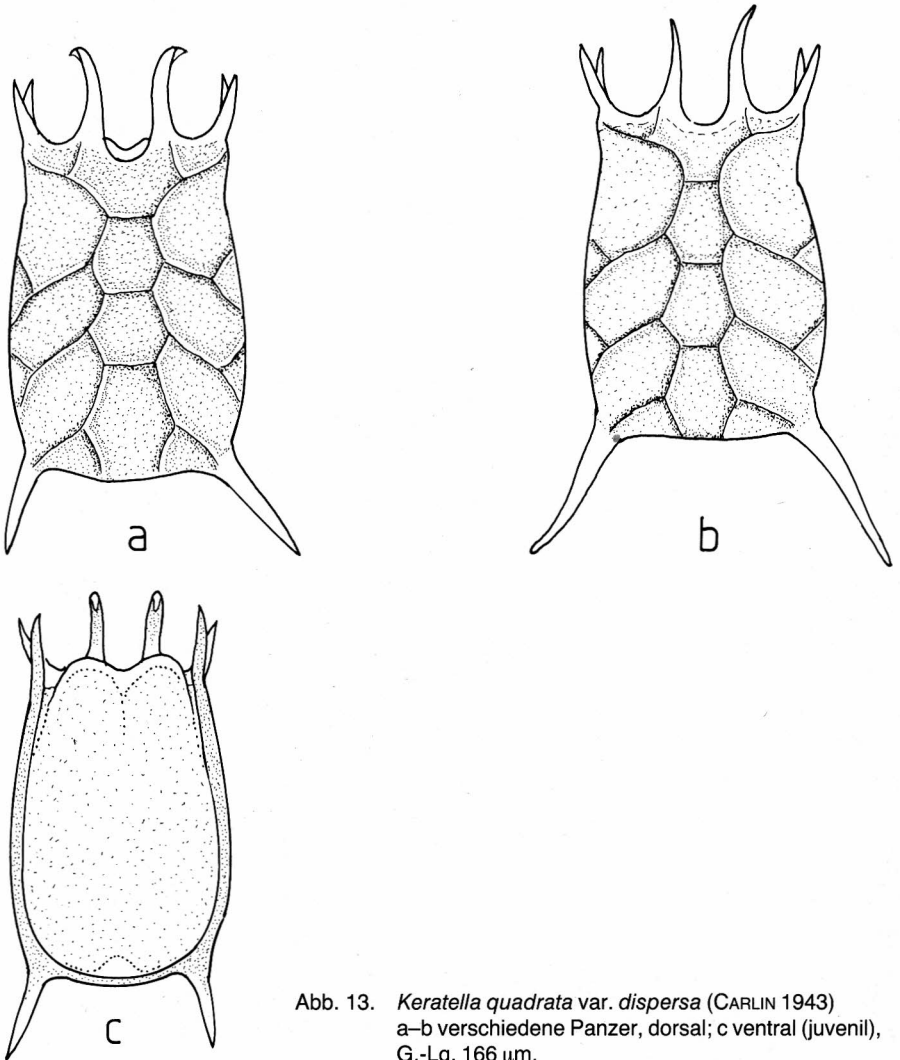 a
b
c
Abb. 13. Keratella quadrata var. dispersa (CARLIN 1943)
a–b verschiedene Panzer, dorsal; c ventral (juvenil),
G.-Lg. 166 µm.